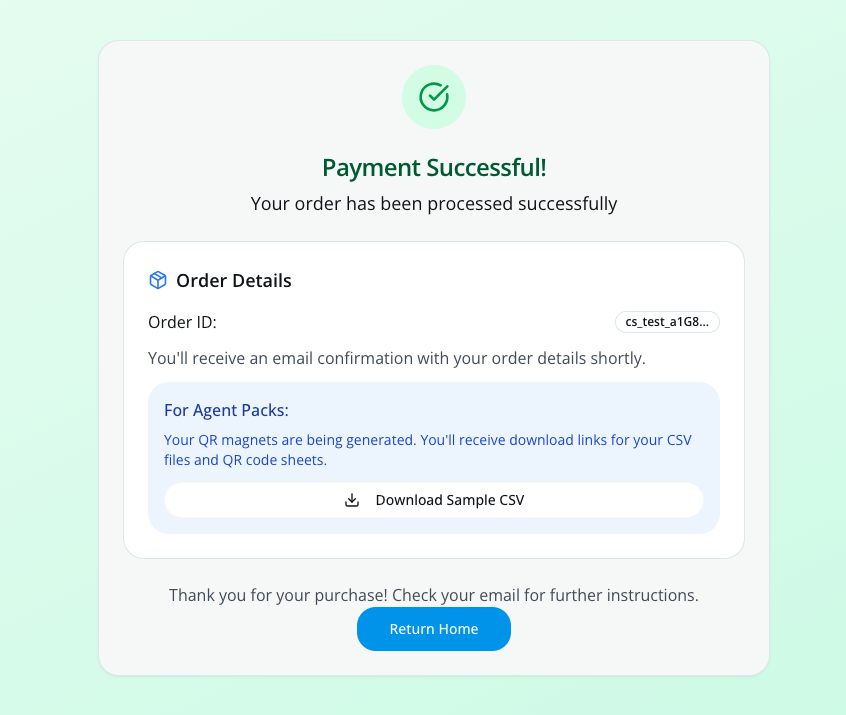 Payment Successful!
Your order has been processed successfully
Order Details
Order ID:
cs_test_a1G8...
You'll receive an email confirmation with your order details shortly.
For Agent Packs:
Your QR magnets are being generated. You'll receive download links for your CSV
files and QR code sheets.
Download Sample CSV
Thank you for your purchase! Check your email for further instructions.
Return Home